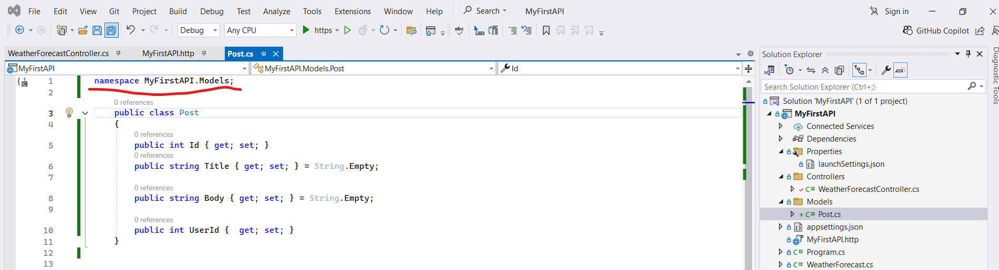 File Edit View Git Project Build Debug Test Analyze Tools Extensions Window Help Search MyFirstAPI Sign in
Debug Any CPU https abc GitHub Copilot
WeatherForecastController.cs MyFirstAPI.http Post.cs
MyFirstAPI MyFirstAPI.Models.Post Id
1 namespace MyFirstAPI.Models;
2
0 references
3 public class Post
4 {
0 references
5 public int Id { get; set; }
0 references
6 public string Title { get; set; } = String.Empty;
7
0 references
8 public string Body { get; set; } = String.Empty;
9
0 references
10 public int UserId {  get; set; }
11 }
12
13
Solution Explorer
Search Solution Explorer (Ctrl+;)
Solution 'MyFirstAPI' (1 of 1 project)
MyFirstAPI
Connected Services
Dependencies
Properties
launchSettings.json
Controllers
C# WeatherForecastController.cs
Models
C# Post.cs
appsettings.json
MyFirstAPI.http
C# Program.cs
C# WeatherForecast.cs
Diagnostic Tools